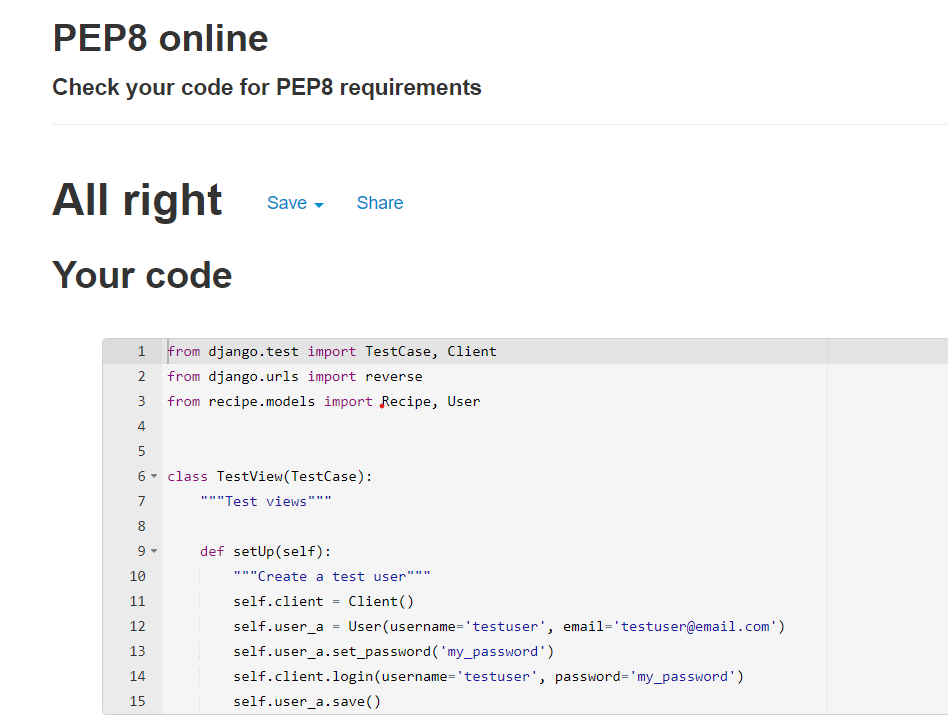 PEP8 online
Check your code for PEP8 requirements
All right Save Share
Your code
1 from django.test import TestCase, Client
2 from django.urls import reverse
3 from recipe.models import Recipe, User
4
5
6 class TestView(TestCase):
7     """Test views"""
8
9     def setUp(self):
10         """Create a test user"""
11         self.client = Client()
12         self.user_a = User(username='testuser', email='testuser@email.com')
13         self.user_a.set_password('my_password')
14         self.client.login(username='testuser', password='my_password')
15         self.user_a.save()